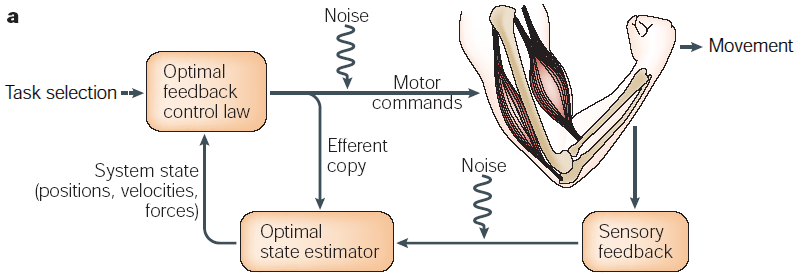 a
Noise
Movement
Optimal
feedback
control law
Task selection
Motor
commands
Efferent
copy
System state
(positions, velocities,
forces)
Noise
Optimal
state estimator
Sensory
feedback